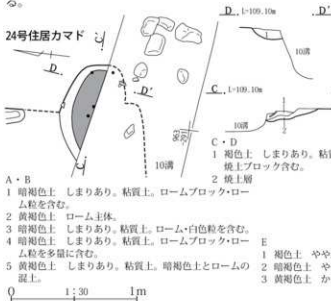 る。
24号住居カマド
C
D
D'
C'
963
-291
10溝
D L=109.10m D'
10溝
C L=109.10m
10溝
C・D
1 褐色土 しまりあり。粘質
焼土ブロック含む。
2 焼土層
A・B
1 暗褐色土 しまりあり。粘質土。ロームブロック・ロー
ム粒を含む。
2 黄褐色土 ローム主体。
3 暗褐色土 しまりあり。粘質土。ローム・白色粒を含む。
4 暗褐色土 しまりあり。粘質土。ロームブロック・ロー
ム粒を多量に含む。
5 黄褐色土 しまりあり。粘質土。暗褐色土とロームの
混土。
E
1 褐色土 やや
2 暗褐色土 や
3 黄褐色土 か
0 1:30 1m